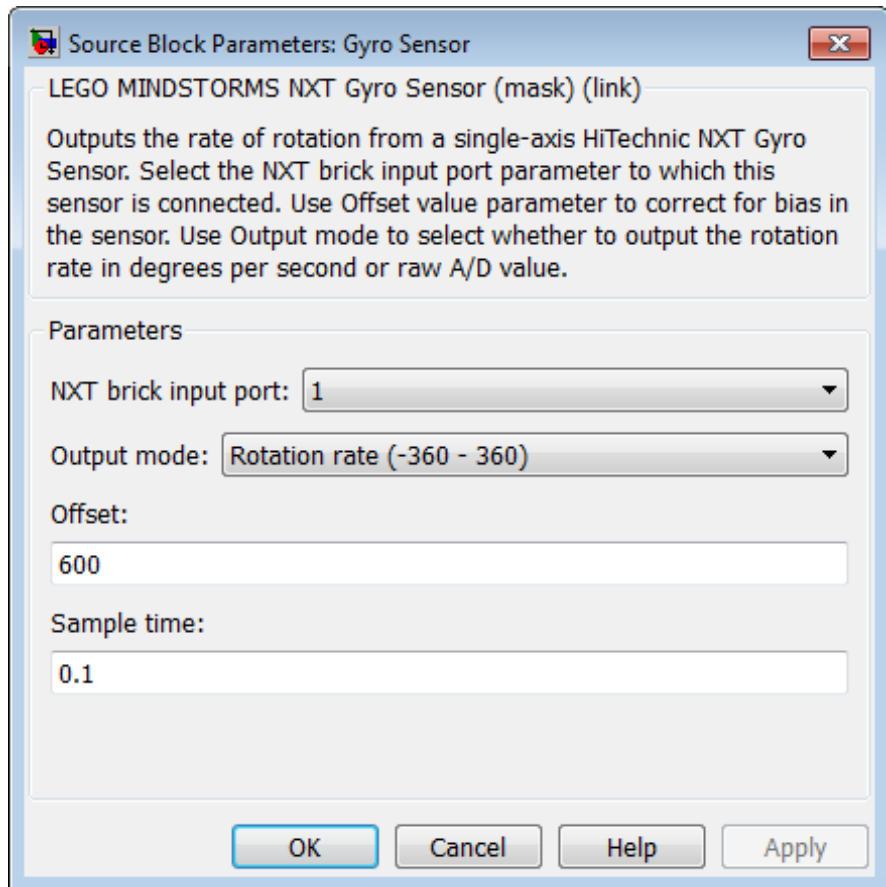 Source Block Parameters: Gyro Sensor
LEGO MINDSTORMS NXT Gyro Sensor (mask) (link)
Outputs the rate of rotation from a single-axis HiTechnic NXT Gyro
Sensor. Select the NXT brick input port parameter to which this
sensor is connected. Use Offset value parameter to correct for bias in
the sensor. Use Output mode to select whether to output the rotation
rate in degrees per second or raw A/D value.
Parameters
NXT brick input port: 1
Output mode: Rotation rate (-360 - 360)
Offset:
600
Sample time:
0.1
OK Cancel Help Apply